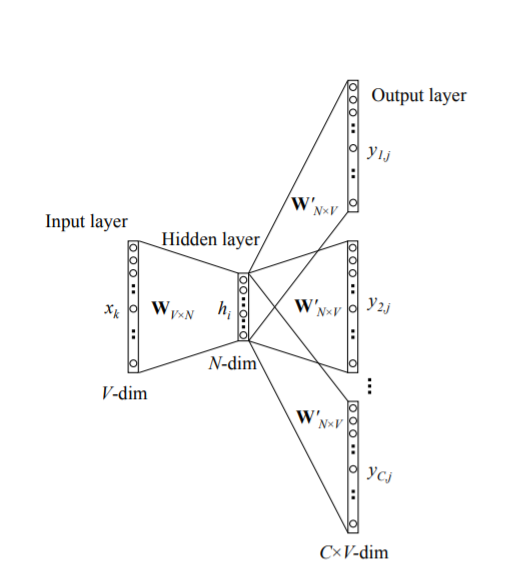 Output layer
y1,j
W'N×V
Input layer
Hidden layer
xk
WV×N
hi
W'N×V
y2,j
N-dim
V-dim
W'N×V
yC,j
C×V-dim